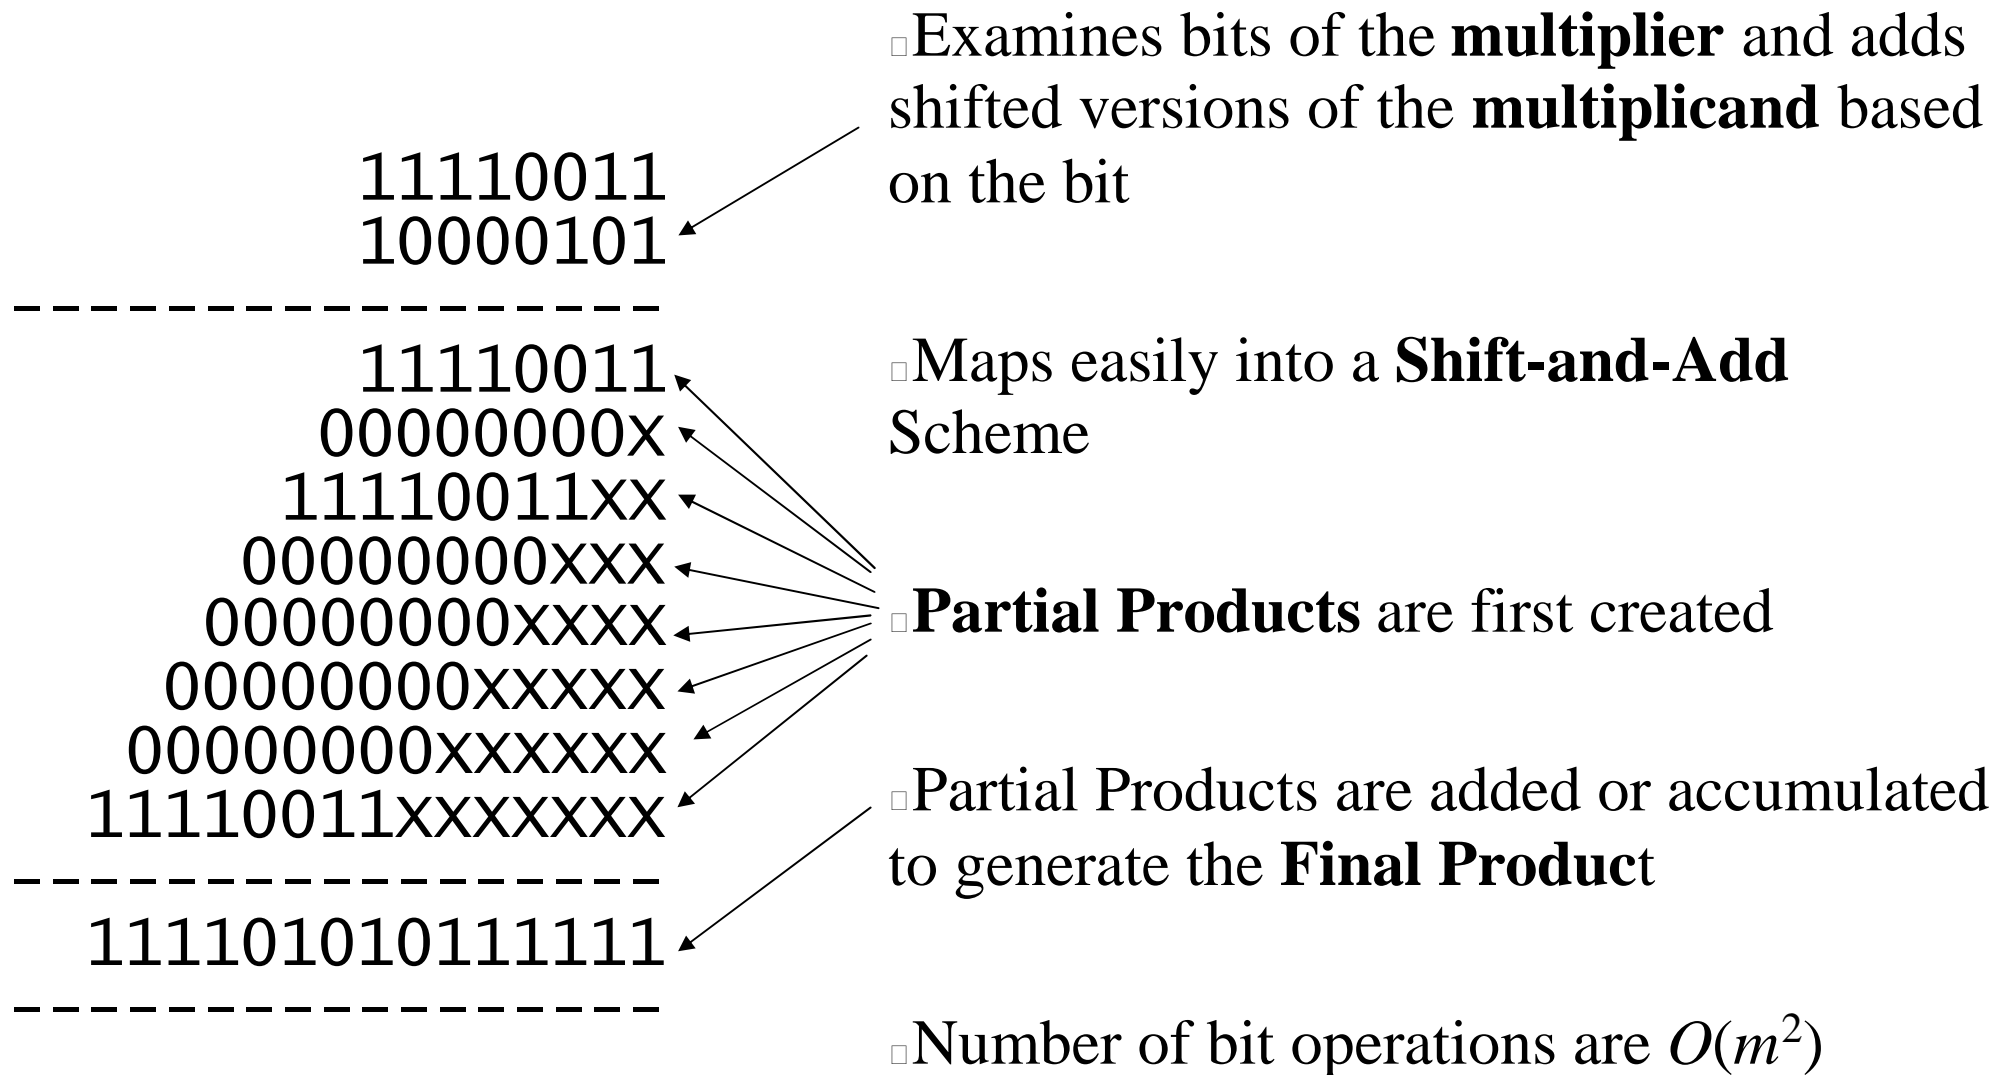 11110011
10000101
-----------------
11110011
00000000x
11110011xx
00000000xxx
00000000xxxx
00000000xxxxx
00000000xxxxxx
11110011xxxxxxx
-----------------
111101010111111
-----------------
□Examines bits of the multiplier and adds
shifted versions of the multiplicand based
on the bit
□Maps easily into a Shift-and-Add
Scheme
□Partial Products are first created
□Partial Products are added or accumulated
to generate the Final Product
□Number of bit operations are O(m²)